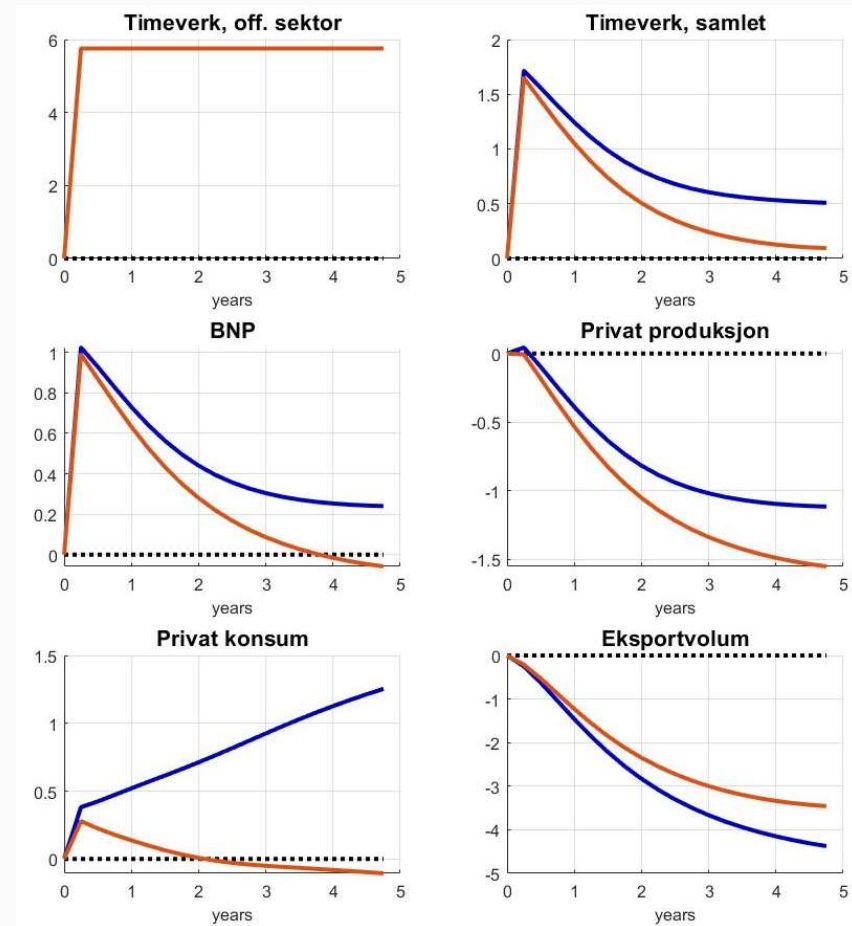 Timeverk, off. sektor
6
4
2
0
0 1 2 3 4 5
years
Timeverk, samlet
2
1.5
1
0.5
0
0 1 2 3 4 5
years
BNP
1
0.8
0.6
0.4
0.2
0
0 1 2 3 4 5
years
Privat produksjon
0
-0.5
-1
-1.5
0 1 2 3 4 5
years
Privat konsum
1.5
1
0.5
0
0 1 2 3 4 5
years
Eksportvolum
0
-1
-2
-3
-4
-5
0 1 2 3 4 5
years